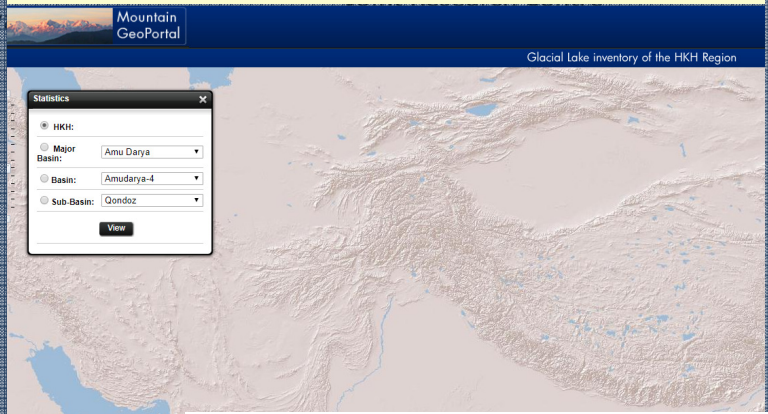 Mountain
GeoPortal
Glacial Lake inventory of the HKH Region
Statistics
HKH:
Major
Basin:
Amu Darya
Basin:
Amudarya-4
Sub-Basin:
Qondoz
View